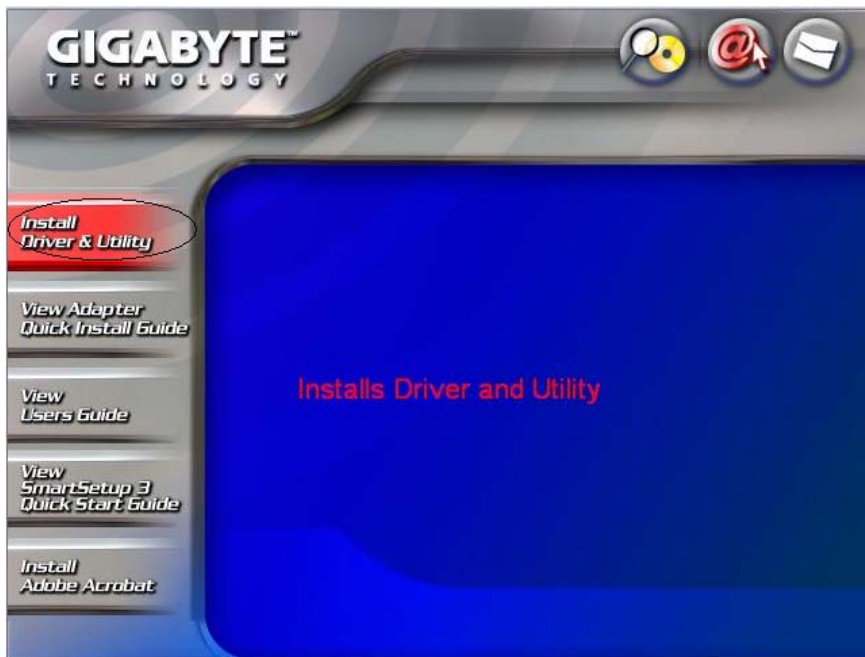 GIGABYTE™
TECHNOLOGY
Install
Driver & Utility
View Adapter
Quick Install Guide
View
Users Guide
View
SmartSetup 3
Quick Start Guide
Install
Adobe Acrobat
Installs Driver and Utility
@